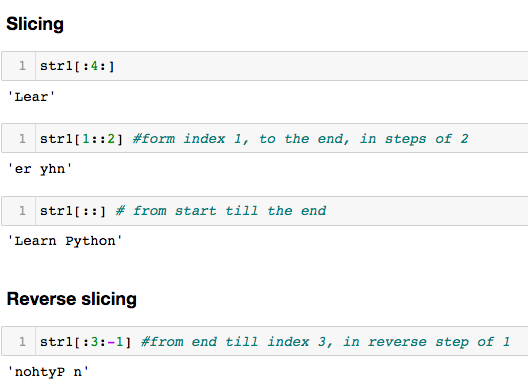 Slicing
1 str1[:4:]
'Lear'
1 str1[1::2] #form index 1, to the end, in steps of 2
'er yhn'
1 str1[::] # from start till the end
'Learn Python'
Reverse slicing
1 str1[:3:-1] #from end till index 3, in reverse step of 1
'nohtyP n'